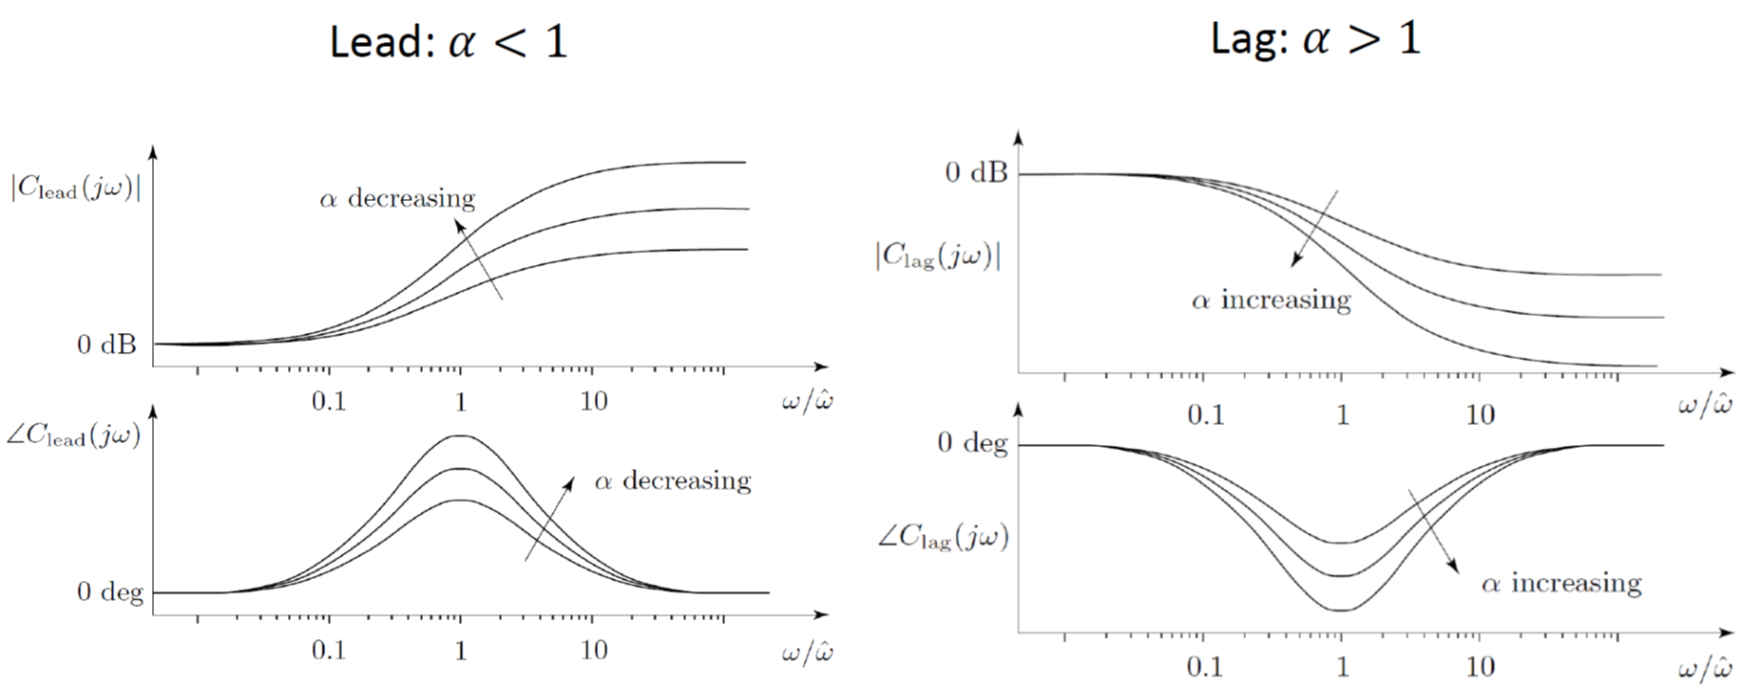 Lead: α < 1
|C_lead(jω)|
α decreasing
0 dB
0.1 1 10 ω/ω̂
∠C_lead(jω)
α decreasing
0 deg
0.1 1 10 ω/ω̂
Lag: α > 1
0 dB
|C_lag(jω)|
α increasing
0.1 1 10 ω/ω̂
0 deg
∠C_lag(jω)
α increasing
0.1 1 10 ω/ω̂